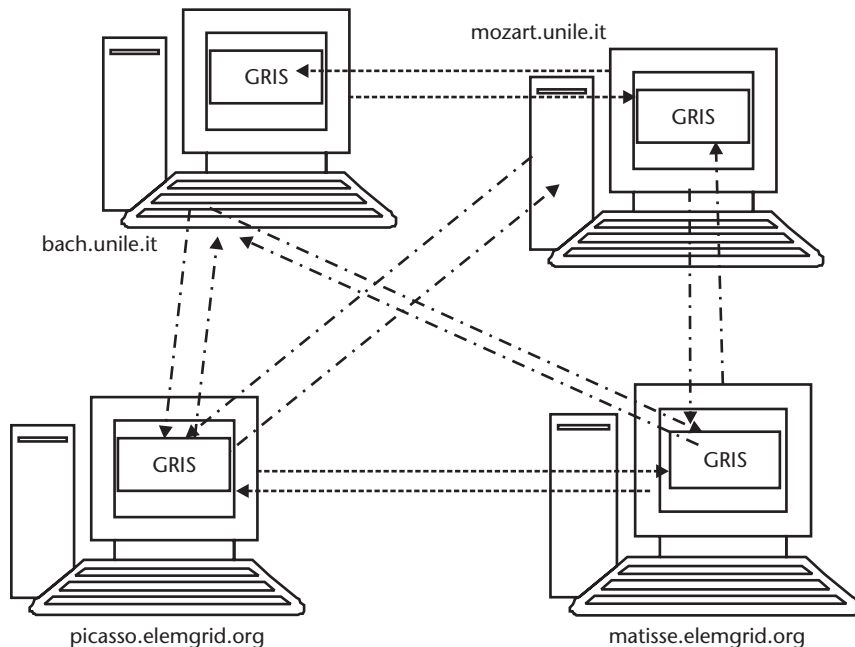 mozart.unile.it
GRIS
GRIS
bach.unile.it
GRIS
GRIS
picasso.elemgrid.org
matisse.elemgrid.org